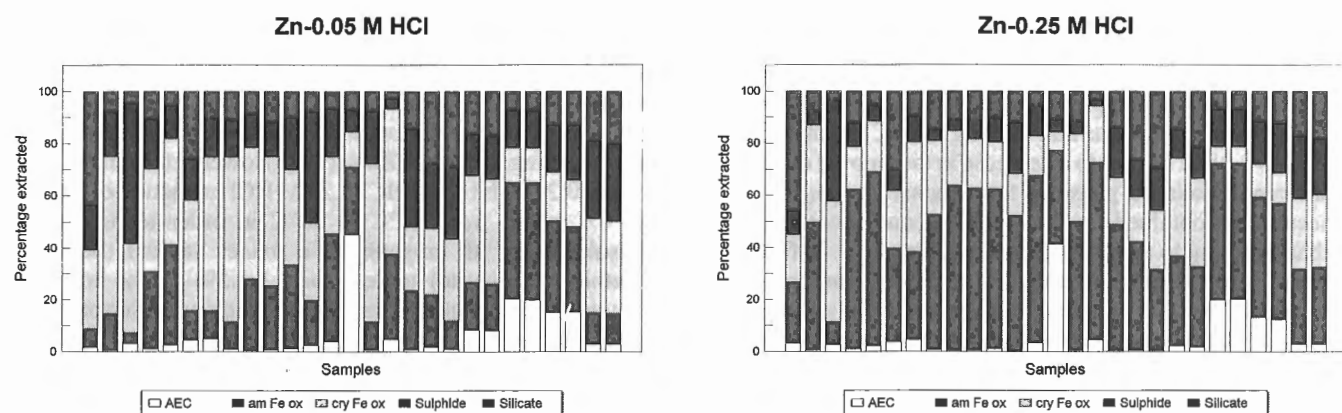 Zn-0.05 M HCl
Percentage extracted
100
80
60
40
20
0
Samples
AEC am Fe ox cry Fe ox Sulphide Silicate
Zn-0.25 M HCl
Percentage extracted
100
80
60
40
20
0
Samples
AEC am Fe ox cry Fe ox Sulphide Silicate